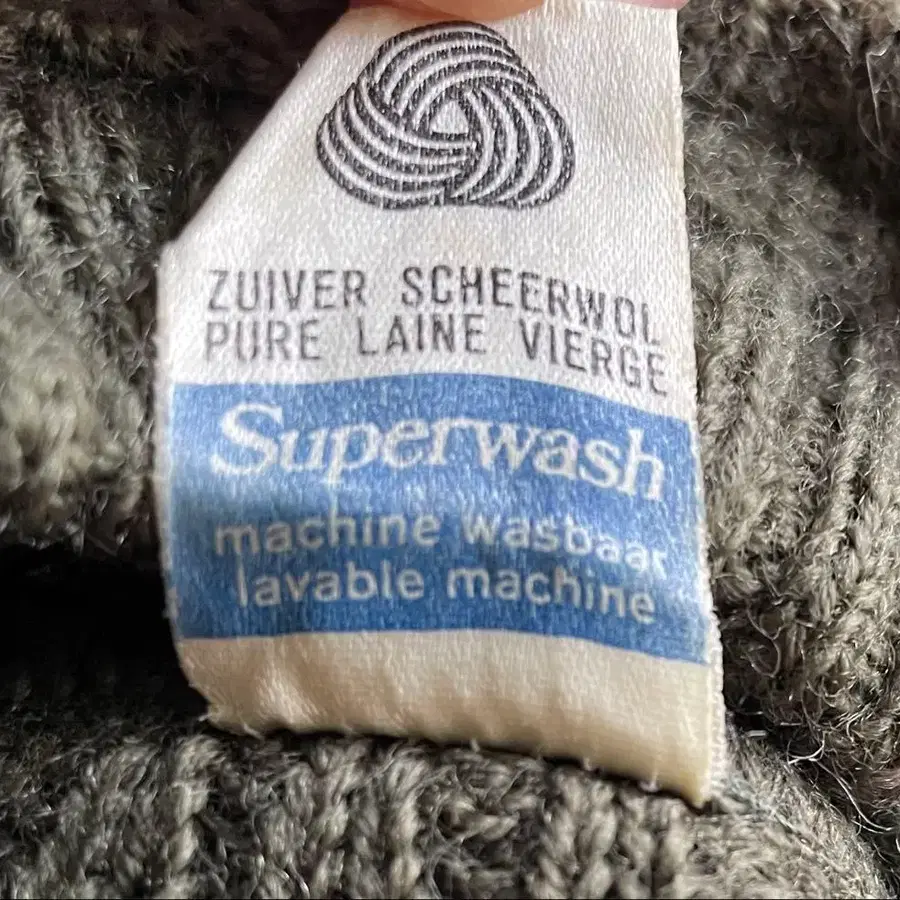 ZUIVER SCHEERWOL
PURE LAINE VIERGE
Superwash
machine wasbaar
lavable machine